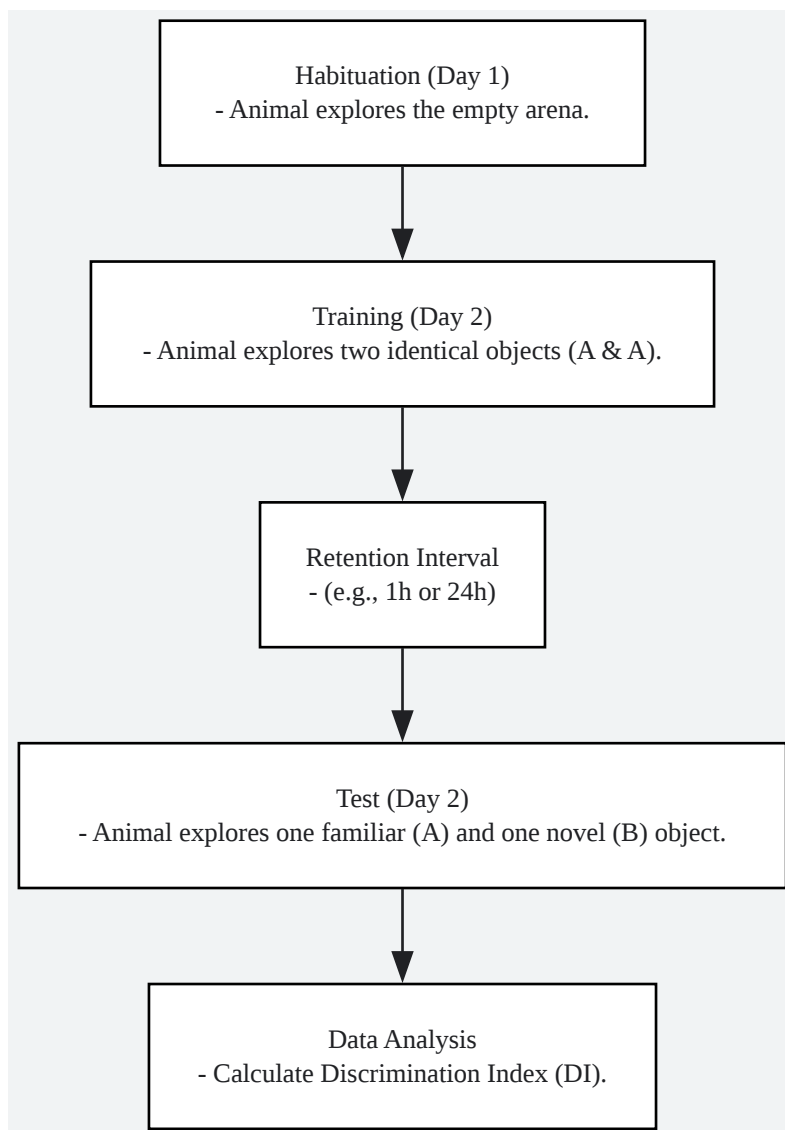 Habituation (Day 1)
- Animal explores the empty arena.
Training (Day 2)
- Animal explores two identical objects (A & A).
Retention Interval
- (e.g., 1h or 24h)
Test (Day 2)
- Animal explores one familiar (A) and one novel (B) object.
Data Analysis
- Calculate Discrimination Index (DI).